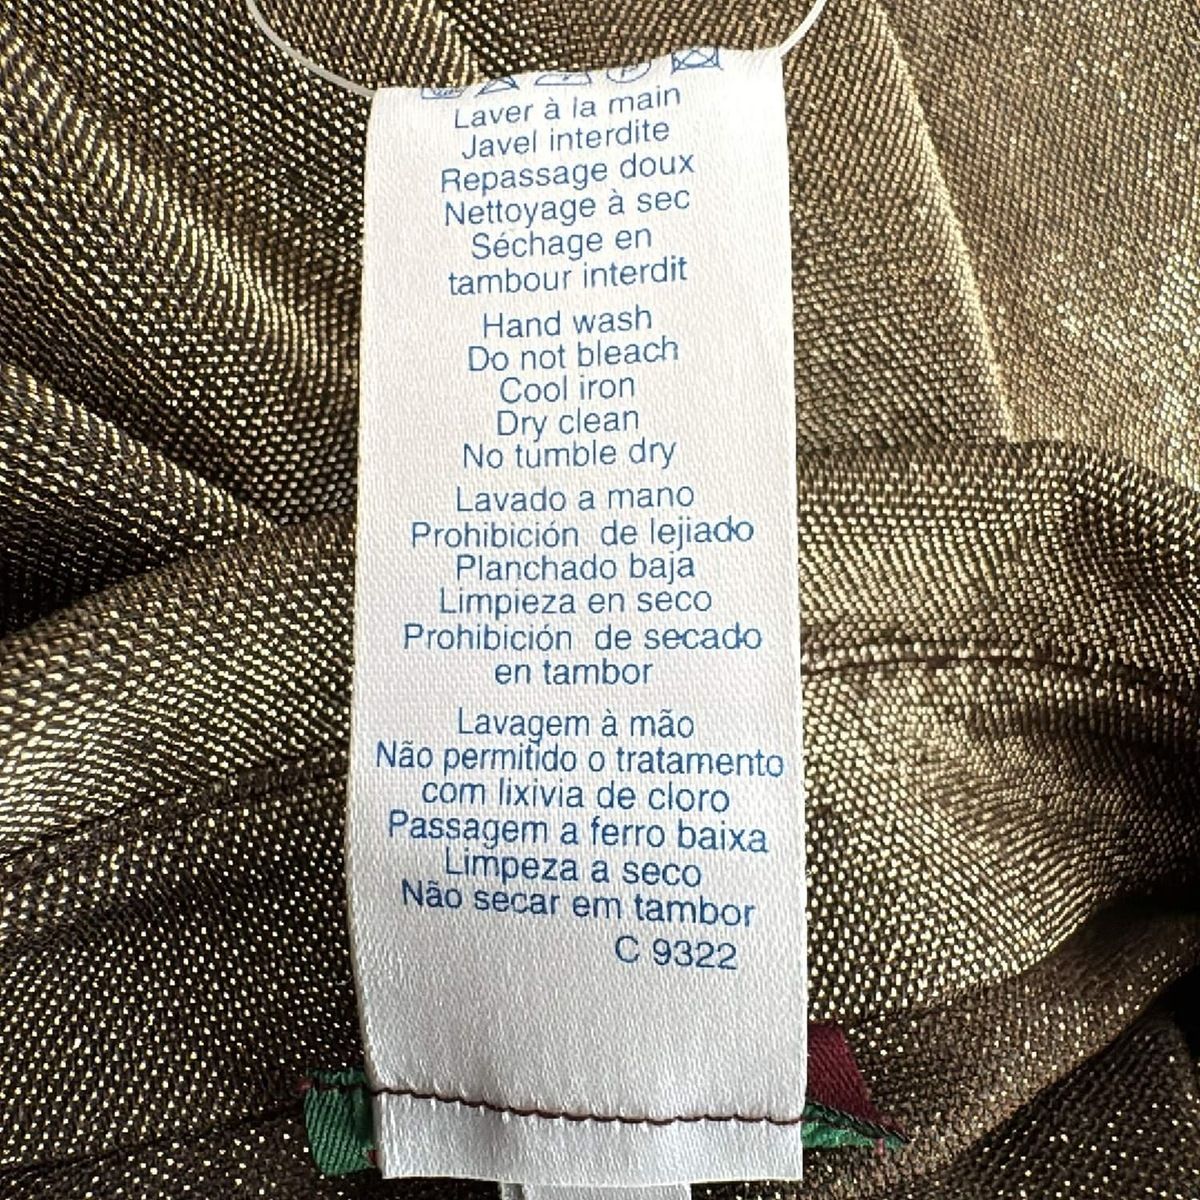 Laver à la main
Javel interdite
Repassage doux
Nettoyage à sec
Séchage en
tambour interdit
Hand wash
Do not bleach
Cool iron
Dry clean
No tumble dry
Lavado a mano
Prohibición de lejiado
Planchado baja
Limpieza en seco
Prohibición de secado
en tambor
Lavagem à mão
Não permitido o tratamento
com lixivia de cloro
Passagem a ferro baixa
Limpeza a seco
Não secar em tambor
C 9322